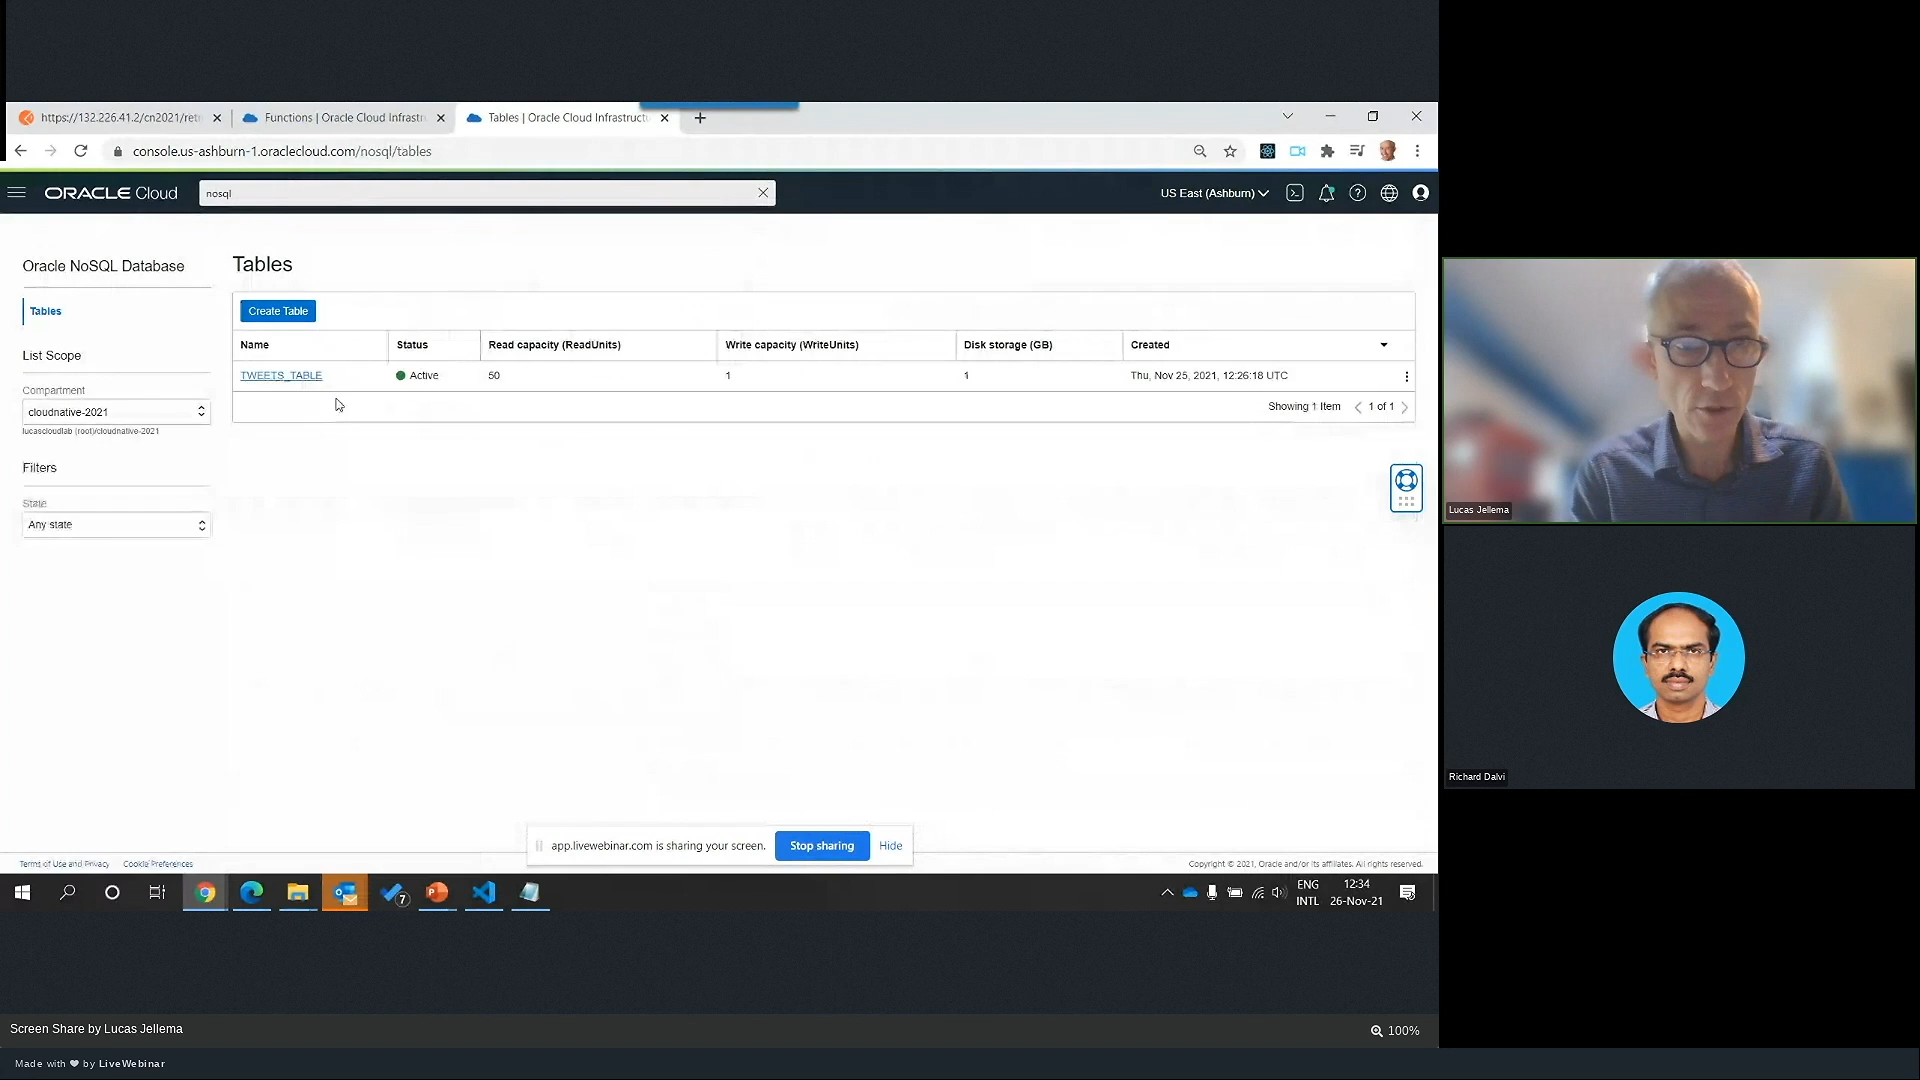 https://132.226.41.2/cn2021/ret
Functions | Oracle Cloud Infrastr
Tables | Oracle Cloud Infrastruct
console.us-ashburn-1.oraclecloud.com/nosql/tables
ORACLE Cloud
nosql
US East (Ashburn)
Oracle NoSQL Database
Tables
List Scope
Compartment
cloudnative-2021
lucascloudlab (root)/cloudnative-2021
Filters
State
Any state
Tables
Create Table
Name Status Read capacity (ReadUnits) Write capacity (WriteUnits) Disk storage (GB) Created
TWEETS_TABLE Active 50 1 1 Thu, Nov 25, 2021, 12:26:18 UTC
Showing 1 Item 1 of 1
app.livewebinar.com is sharing your screen. Stop sharing Hide
Terms of Use and Privacy Cookie Preferences
Copyright © 2021, Oracle and/or its affiliates. All rights reserved.
7
ENG
INTL
12:34
26-Nov-21
Lucas Jellema
Richard Dalvi
Screen Share by Lucas Jellema
100%
Made with ❤ by LiveWebinar